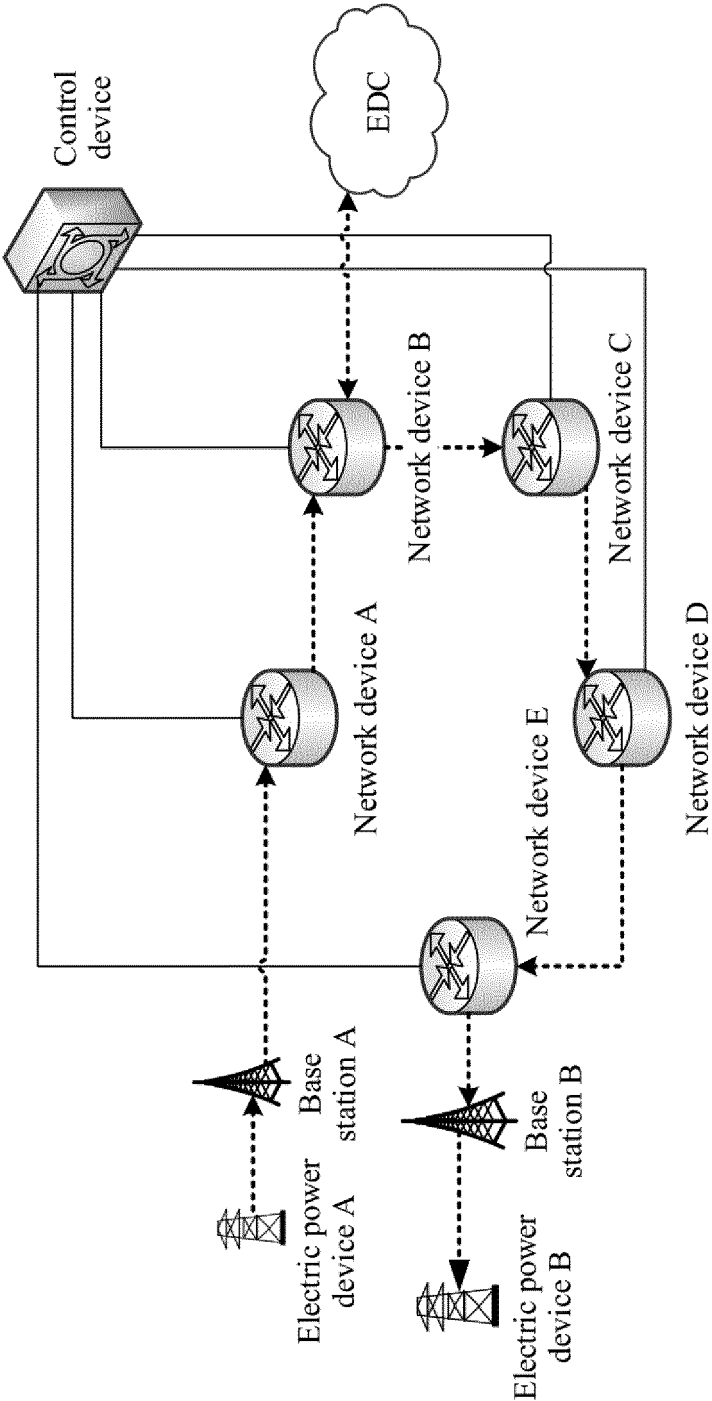 Control
device
EDC
Network device B
Network device C
Network device A
Network device D
Network device E
Base
station A
Base
station B
Electric power
device A
Electric power
device B